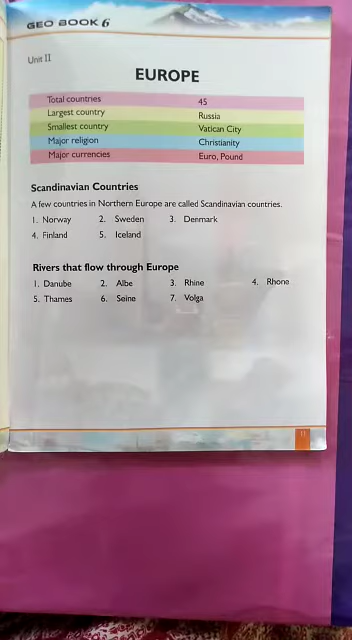 GEO BOOK 6
Unit II
EUROPE
Total countries 45
Largest country Russia
Smallest country Vatican City
Major religion Christianity
Major currencies Euro, Pound
Scandinavian Countries
A few countries in Northern Europe are called Scandinavian countries.
1. Norway 2. Sweden 3. Denmark
4. Finland 5. Iceland
Rivers that flow through Europe
1. Danube 2. Albe 3. Rhine 4. Rhone
5. Thames 6. Seine 7. Volga